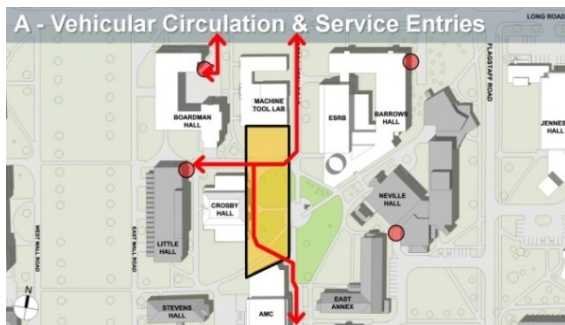 A - Vehicular Circulation & Service Entries
LONG ROAD
FLAGSTAFF ROAD
BOARDMAN
HALL
MACHINE
TOOL LAB
ESRB
BARROWS
HALL
JENNES
HALL
CROSBY
HALL
NEVILLE
HALL
LITTLE
HALL
WEST MALL ROAD
EAST MALL ROAD
N
STEVENS
HALL
AMC
EAST
ANNEX